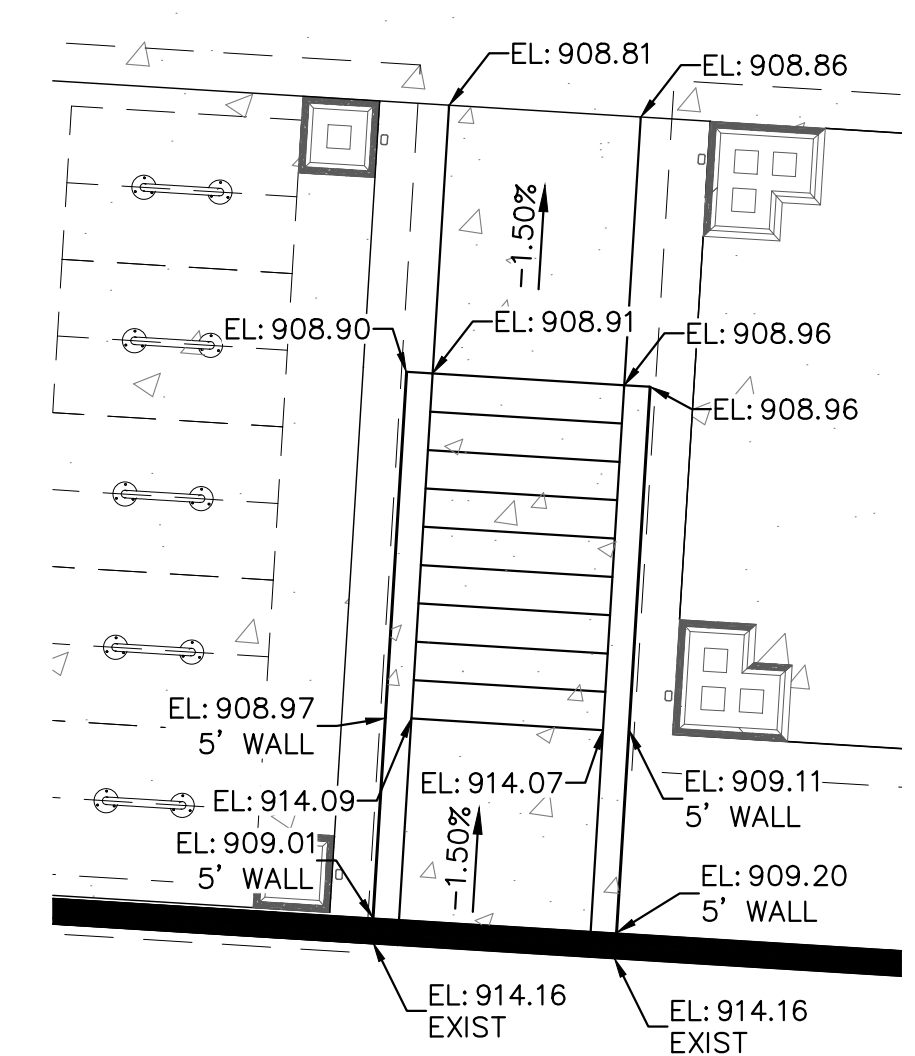 EL: 908.81
EL: 908.86
-1.50%
EL: 908.90
EL: 908.91
EL: 908.96
EL: 908.96
EL: 908.97
5' WALL
EL: 914.09
EL: 914.07
EL: 909.11
5' WALL
EL: 909.01
5' WALL
-1.50%
EL: 909.20
5' WALL
EL: 914.16
EXIST
EL: 914.16
EXIST